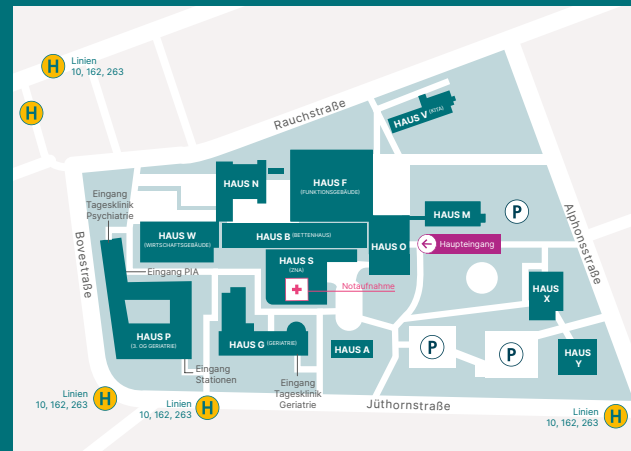 H
Linien
10, 162, 263
H
Rauchstraße
HAUS V (KITA)
HAUS N
HAUS F
(FUNKTIONSGEBÄUDE)
Eingang
Tagesklinik
Psychiatrie
HAUS M
P
Alphonsstraße
HAUS W
(WIRTSCHAFTSGEBÄUDE)
HAUS B (BETTENHAUS)
HAUS O
Haupteingang
Bovestraße
HAUS S
(ZNA)
Eingang PIA
Notaufnahme
HAUS
X
HAUS P
(3. OG GERIATRIE)
HAUS G (GERIATRIE)
HAUS A
P
P
HAUS
Y
Eingang
Stationen
Eingang
Tagesklinik
Geriatrie
Linien
10, 162, 263
H
Linien
10, 162, 263
H
Jüthornstraße
Linien
10, 162, 263
H